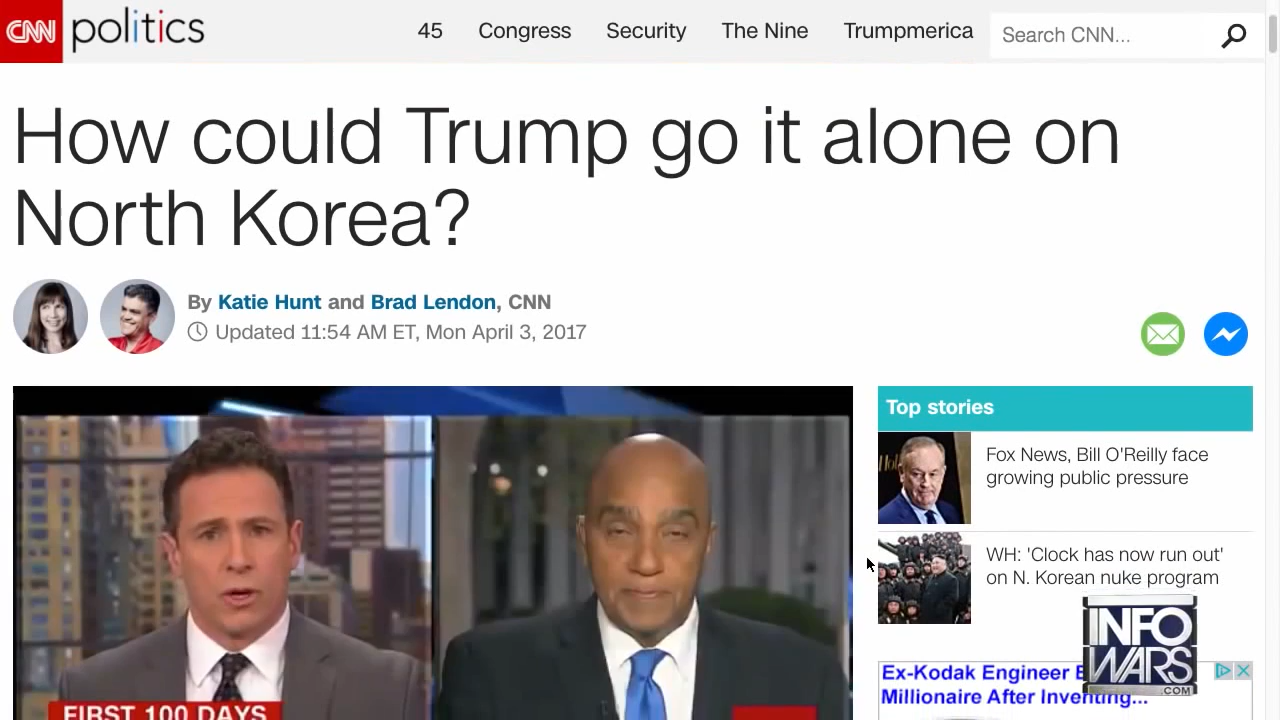 CNN politics
45 Congress Security The Nine Trumpmerica
Search CNN...
How could Trump go it alone on
North Korea?
By Katie Hunt and Brad Lendon, CNN
Updated 11:54 AM ET, Mon April 3, 2017
Top stories
Fox News, Bill O'Reilly face
growing public pressure
WH: 'Clock has now run out'
on N. Korean nuke program
FIRST 100 DAYS
Ex-Kodak Engineer
Millionaire After Inventing...
INFO
WARS
.COM